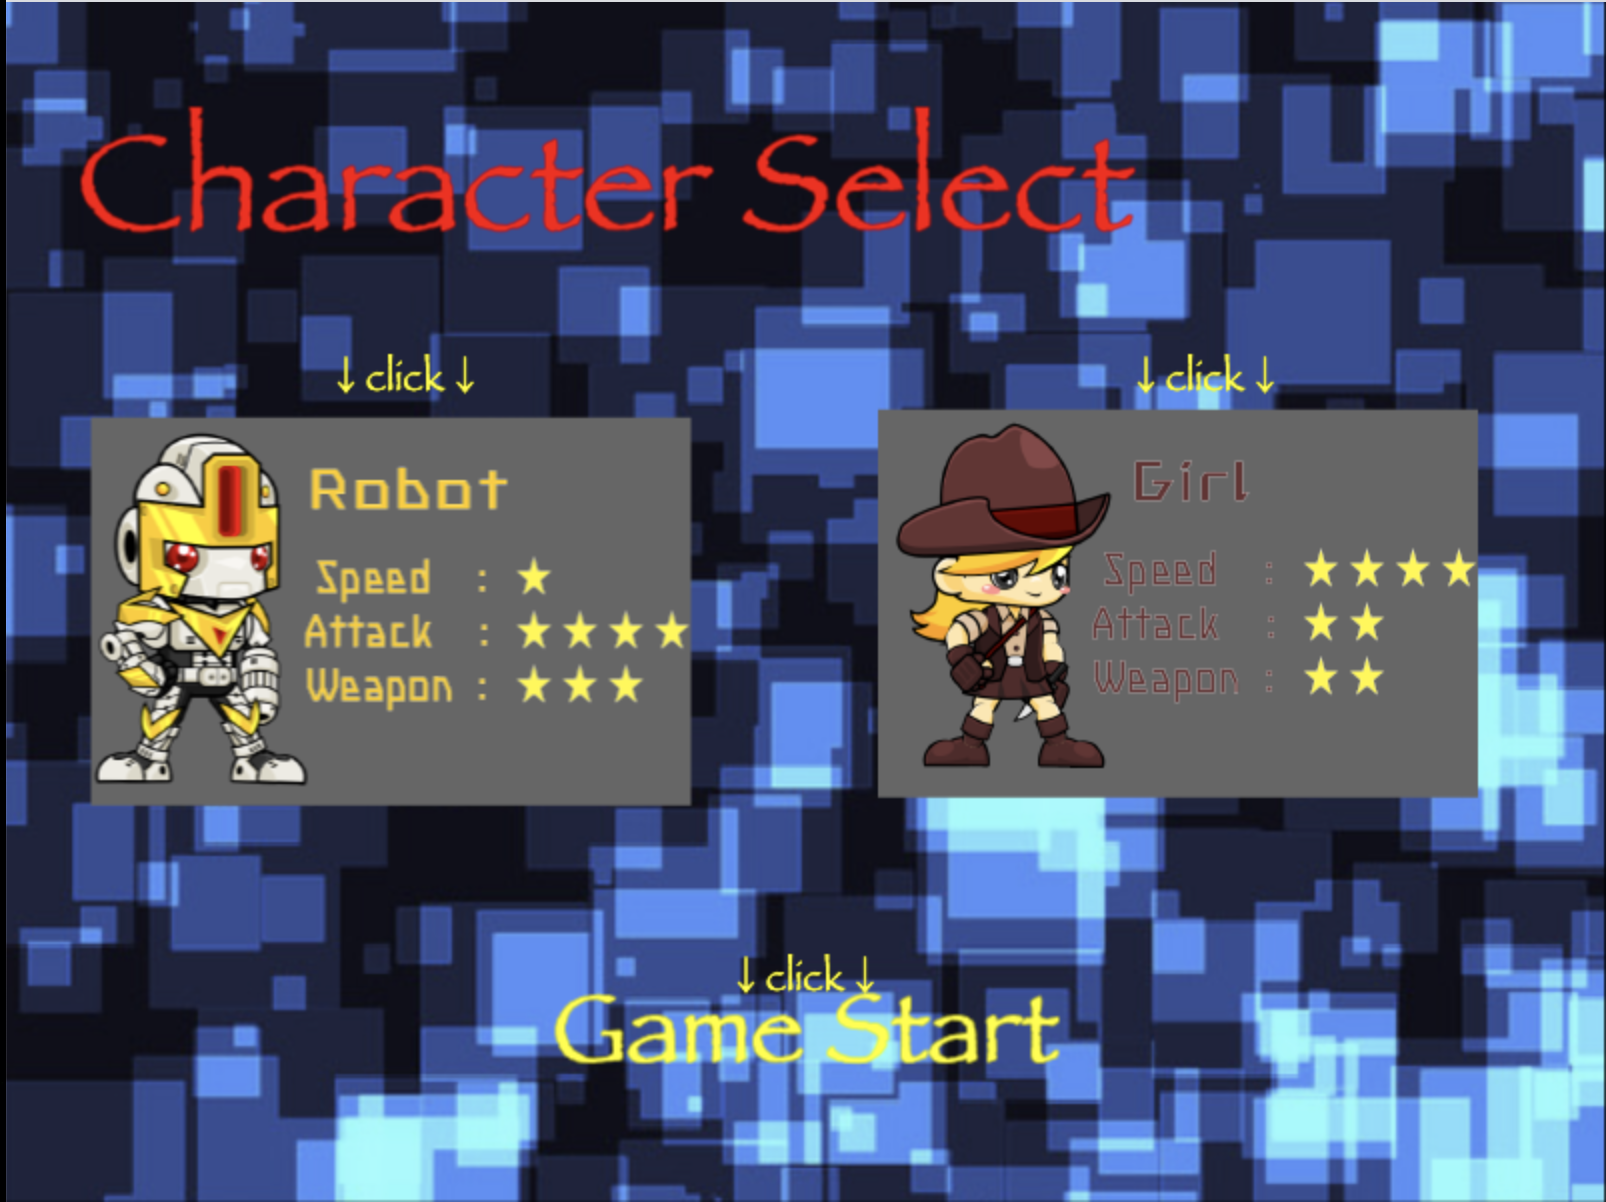 Character Select
↓ click ↓
↓ click ↓
Robot
Speed : ★
Attack : ★★★★
Weapon : ★★★
Girl
Speed : ★★★★
Attack : ★★
Weapon : ★★
↓ click ↓
Game Start